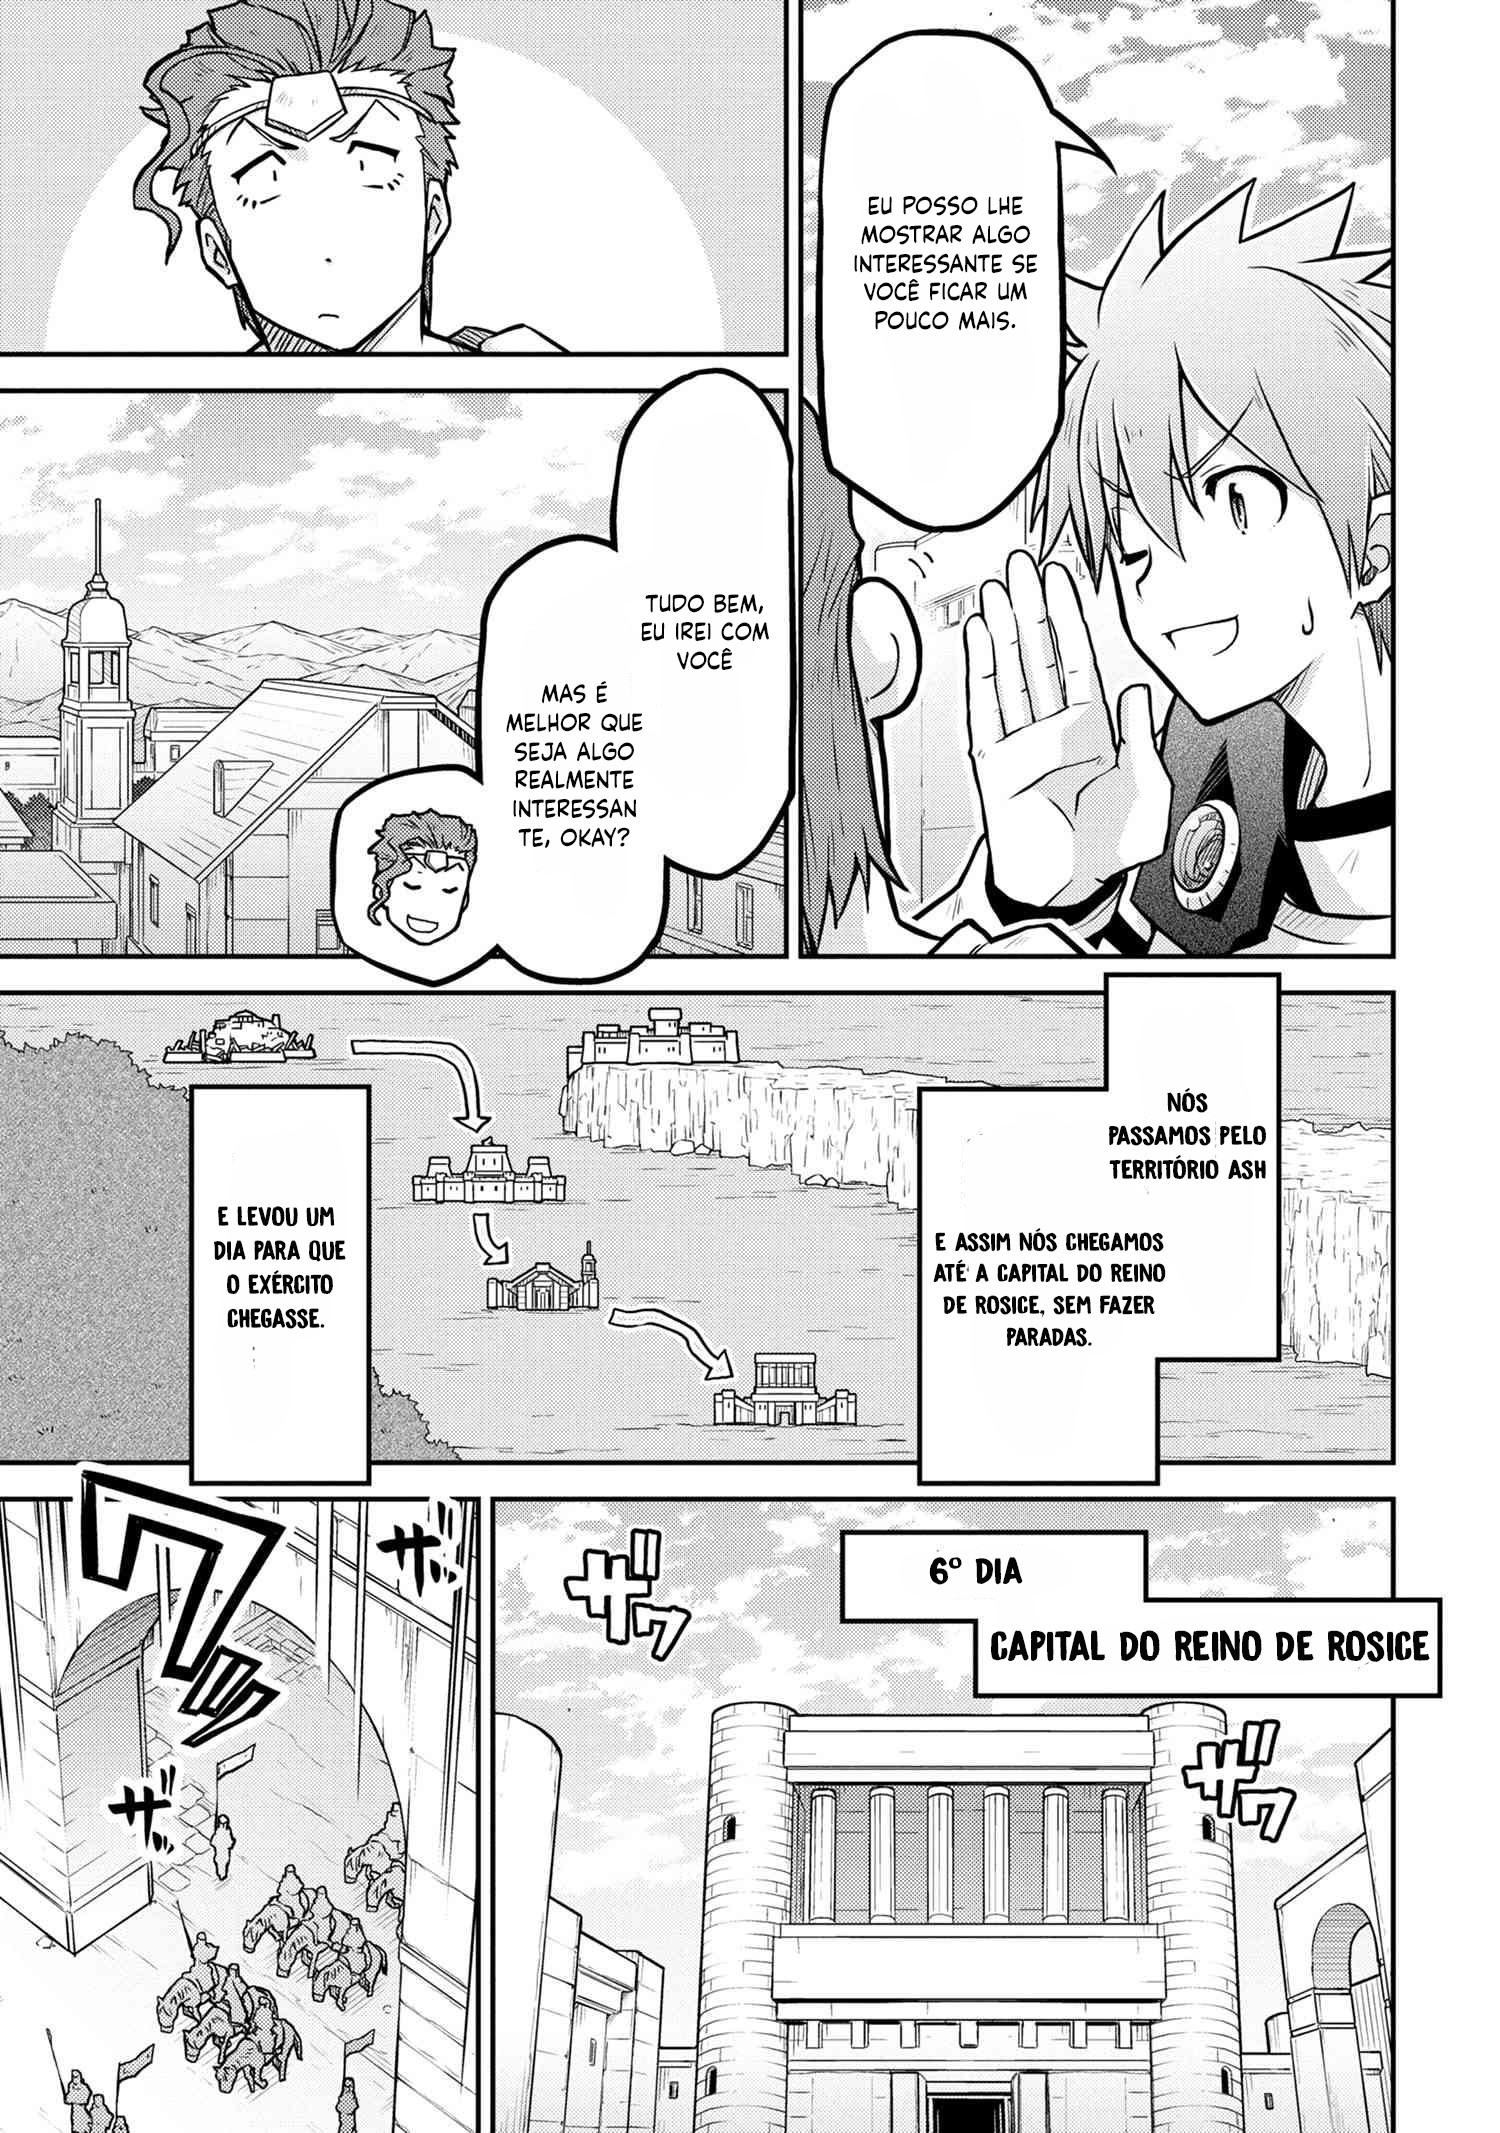 EU POSSO LHE
MOSTRAR ALGO
INTERESSANTE SE
VOCÊ FICAR UM
POUCO MAIS.
TUDO BEM,
EU IREI COM
VOCÊ
MAS É
MELHOR QUE
SEJA ALGO
REALMENTE
INTERESSAN
TE, OKAY?
NÓS
PASSAMOS PELO
TERRITÓRIO ASH
E ASSIM NÓS CHEGAMOS
ATÉ A CAPITAL DO REINO
DE ROSICE, SEM FAZER
PARADAS.
E LEVOU UM
DIA PARA QUE
O EXÉRCITO
CHEGASSE.
6º DIA
CAPITAL DO REINO DE ROSICE
ザワ
ザワ
ザッ
ザッ